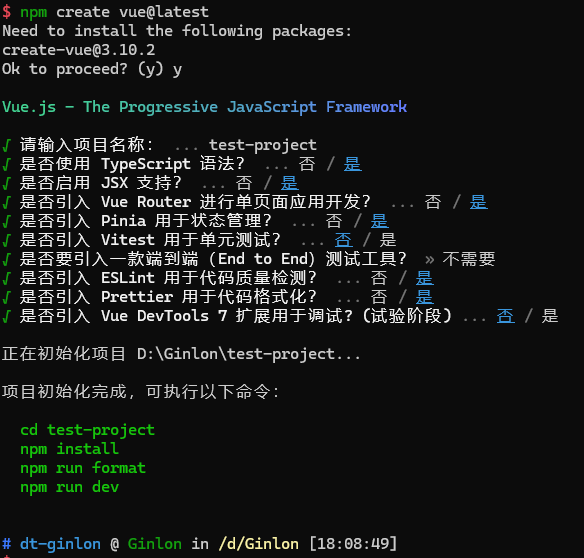 $ npm create vue@latest
Need to install the following packages:
create-vue@3.10.2
Ok to proceed? (y) y
Vue.js - The Progressive JavaScript Framework
√ 请输入项目名称： ... test-project
√ 是否使用 TypeScript 语法？ ... 否 / 是
√ 是否启用 JSX 支持？ ... 否 / 是
√ 是否引入 Vue Router 进行单页面应用开发？ ... 否 / 是
√ 是否引入 Pinia 用于状态管理？ ... 否 / 是
√ 是否引入 Vitest 用于单元测试？ ... 否 / 是
√ 是否要引入一款端到端（End to End）测试工具？ » 不需要
√ 是否引入 ESLint 用于代码质量检测？ ... 否 / 是
√ 是否引入 Prettier 用于代码格式化？ ... 否 / 是
√ 是否引入 Vue DevTools 7 扩展用于调试？(试验阶段) ... 否 / 是
正在初始化项目 D:\Ginlon\test-project...
项目初始化完成，可执行以下命令：
cd test-project
npm install
npm run format
npm run dev
# dt-ginlon @ Ginlon in /d/Ginlon [18:08:49]